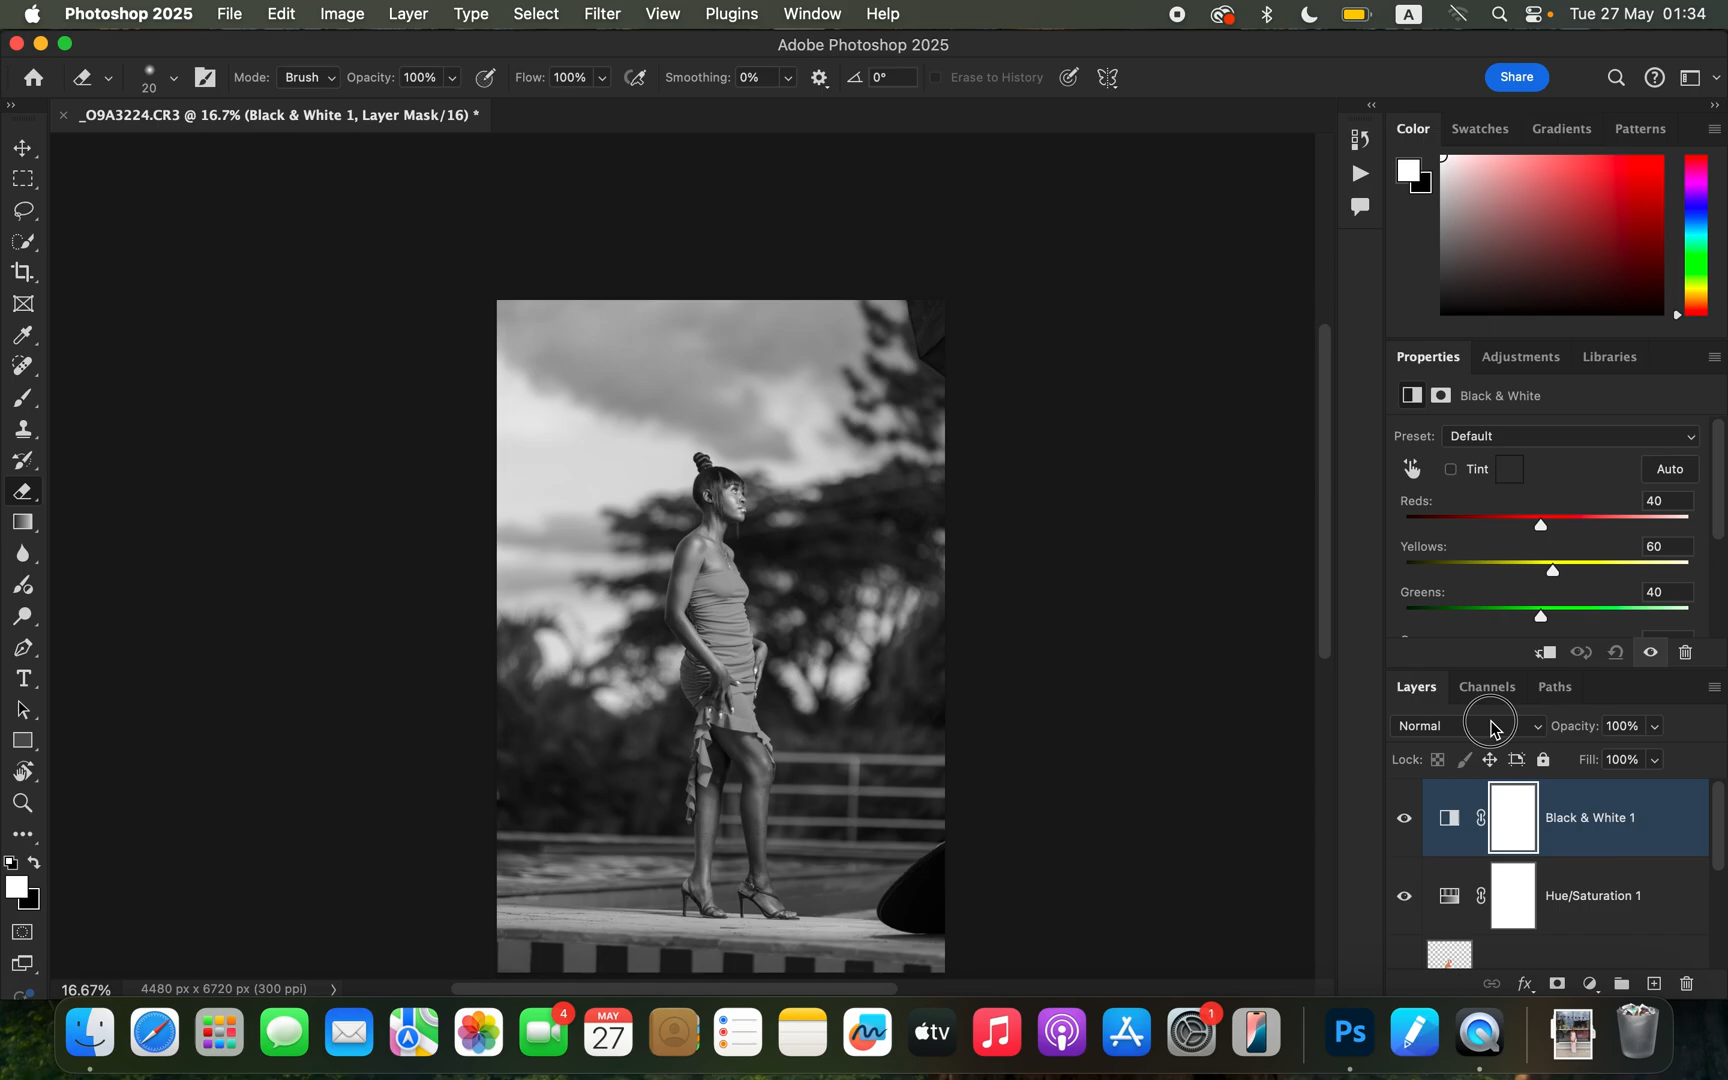 Photoshop 2025 File Edit Image Layer Type Select Filter View Plugins Window Help A Tue 27 May 01:34
Adobe Photoshop 2025
20 Mode: Brush Opacity: 100% Flow: 100% Smoothing: 0% 0° Erase to History Share
× _O9A3224.CR3 @ 16.7% (Black & White 1, Layer Mask/16) *
Color Swatches Gradients Patterns
Properties Adjustments Libraries
Black & White
Preset: Default
Tint Auto
Reds: 40
Yellows: 60
Greens: 40
Layers Channels Paths
Normal Opacity: 100%
Lock: Fill: 100%
Black & White 1
Hue/Saturation 1
fx
16.67% 4480 px x 6720 px (300 ppi)
4
MAY
27
tv
1
Ps